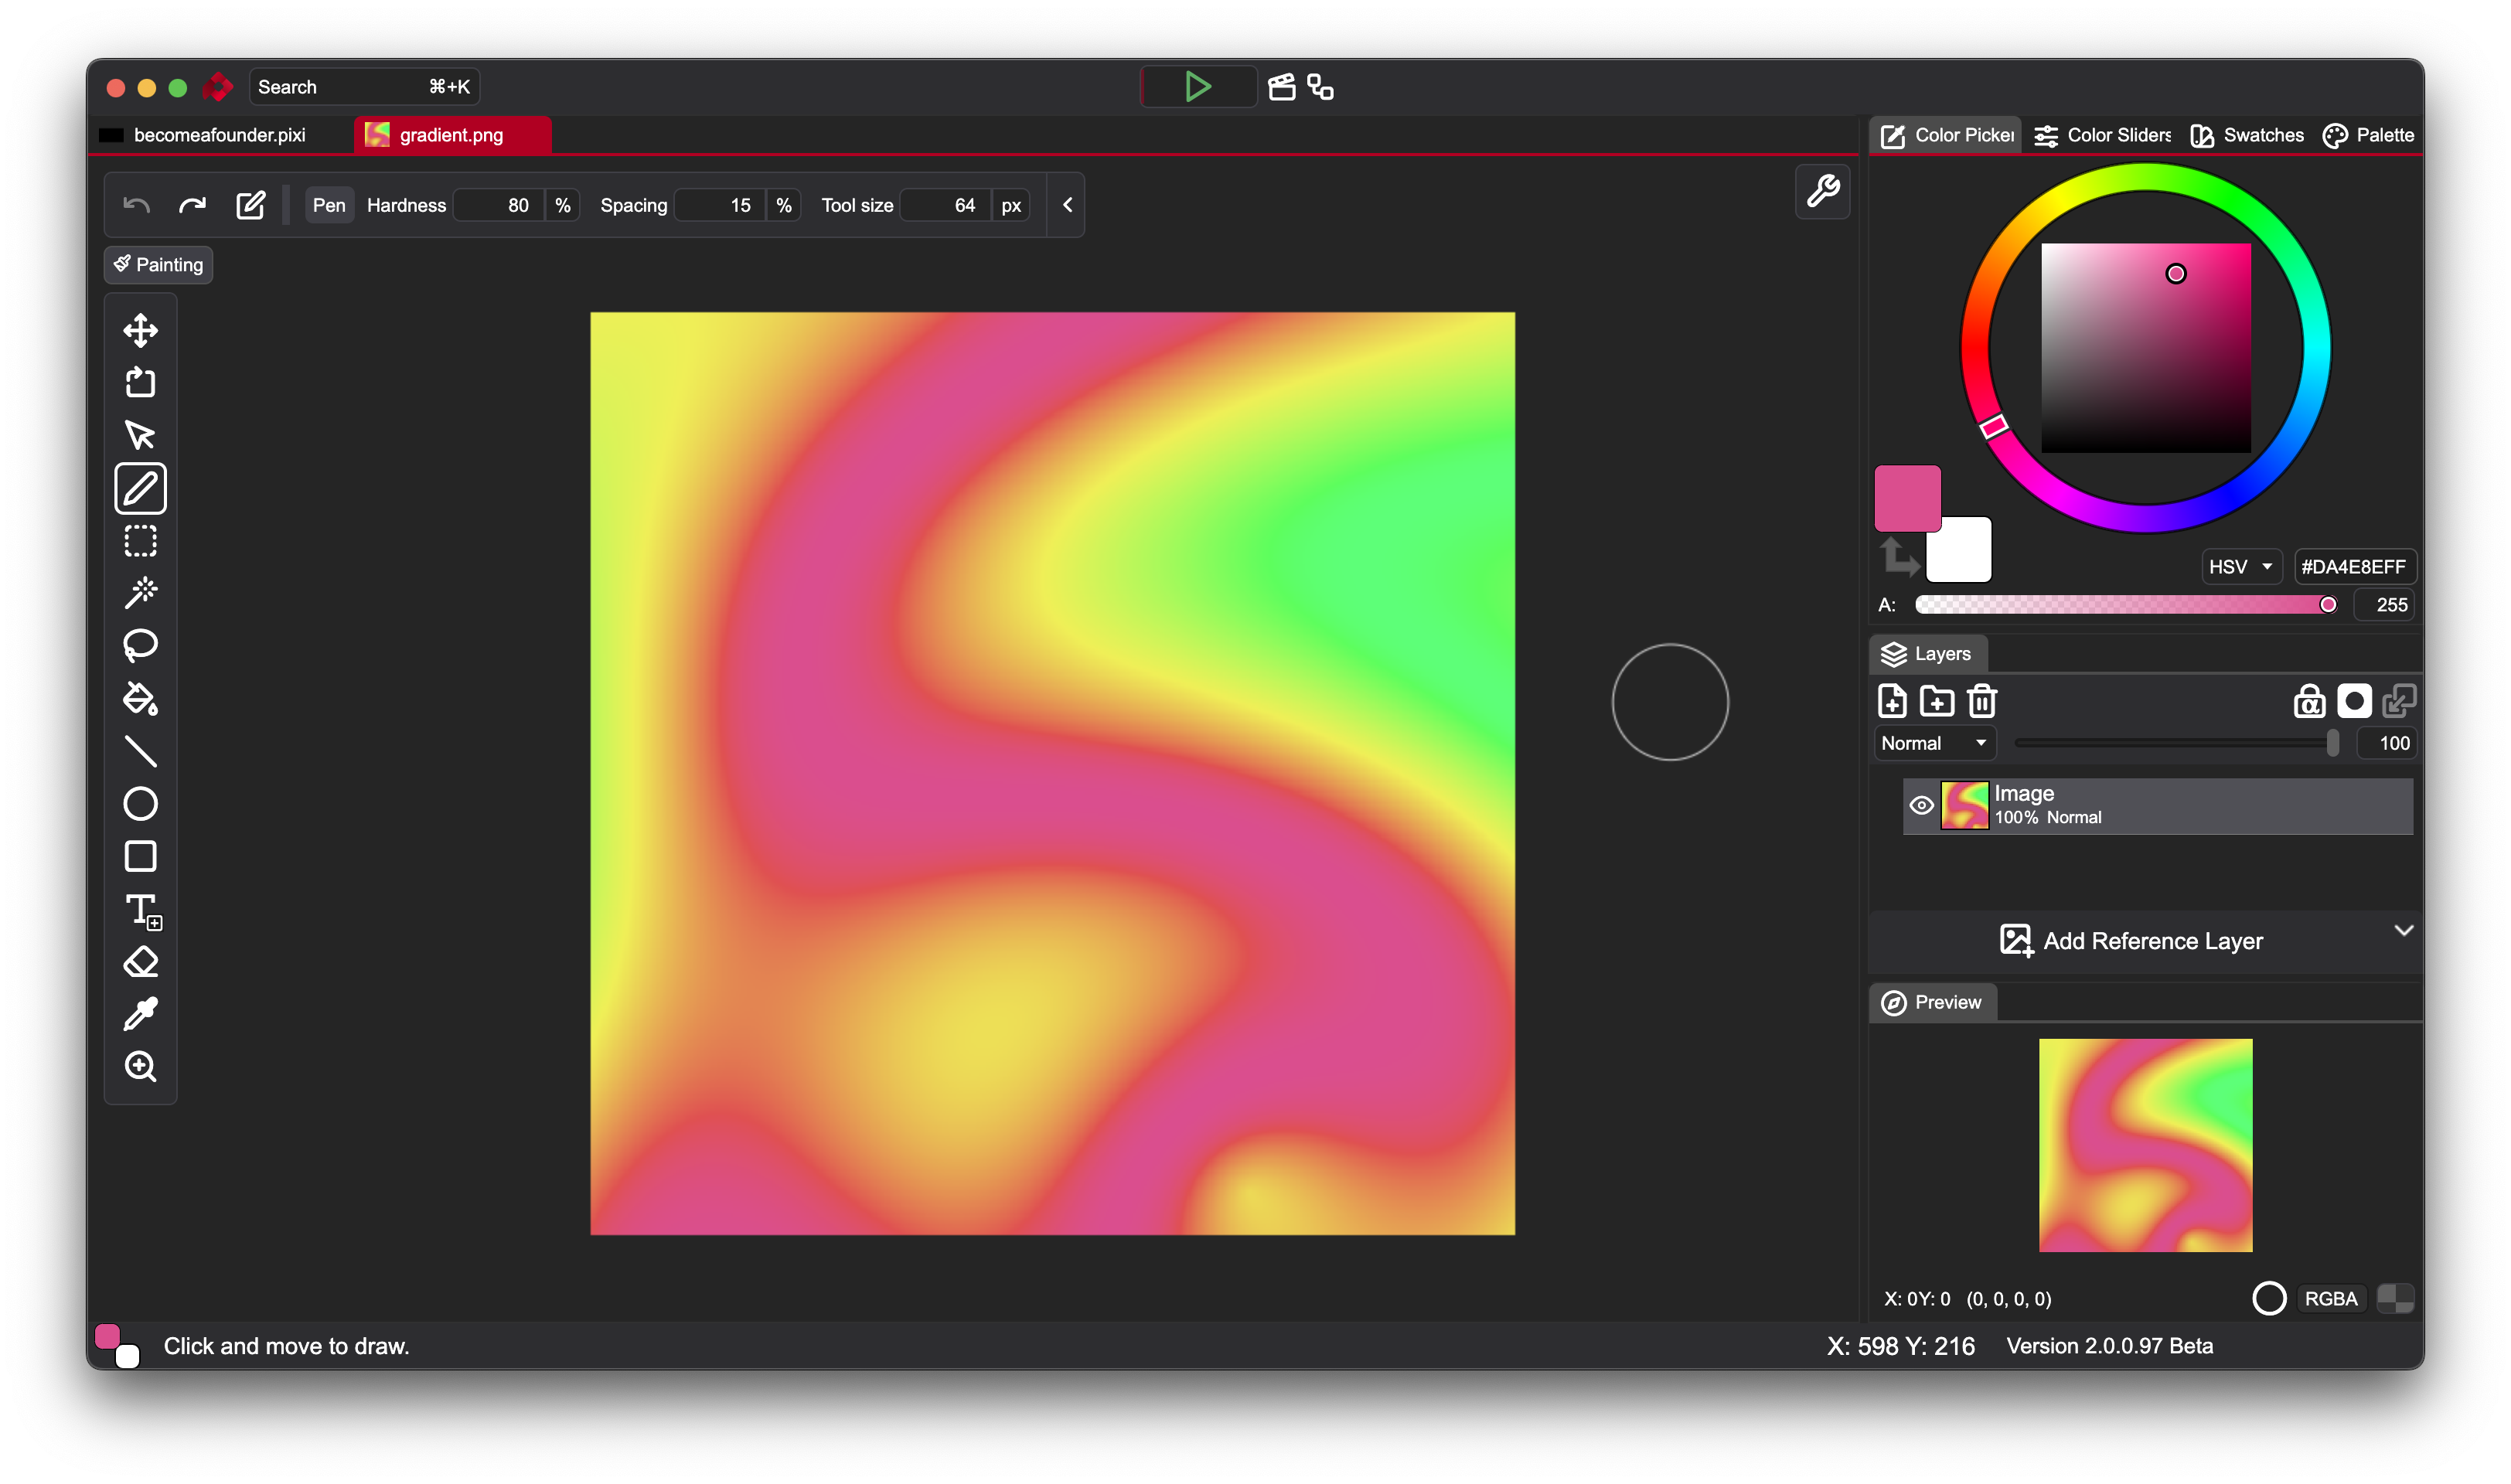 Search ⌘+K
becomeafounder.pixi gradient.png
Color Picker Color Sliders Swatches Palette
Pen Hardness 80 % Spacing 15 % Tool size 64 px
Painting
HSV #DA4E8EFF
A: 255
Layers
α
Normal 100
Image
100% Normal
Add Reference Layer
Preview
X: 0Y: 0 (0, 0, 0, 0) RGBA
Click and move to draw. X: 598 Y: 216 Version 2.0.0.97 Beta